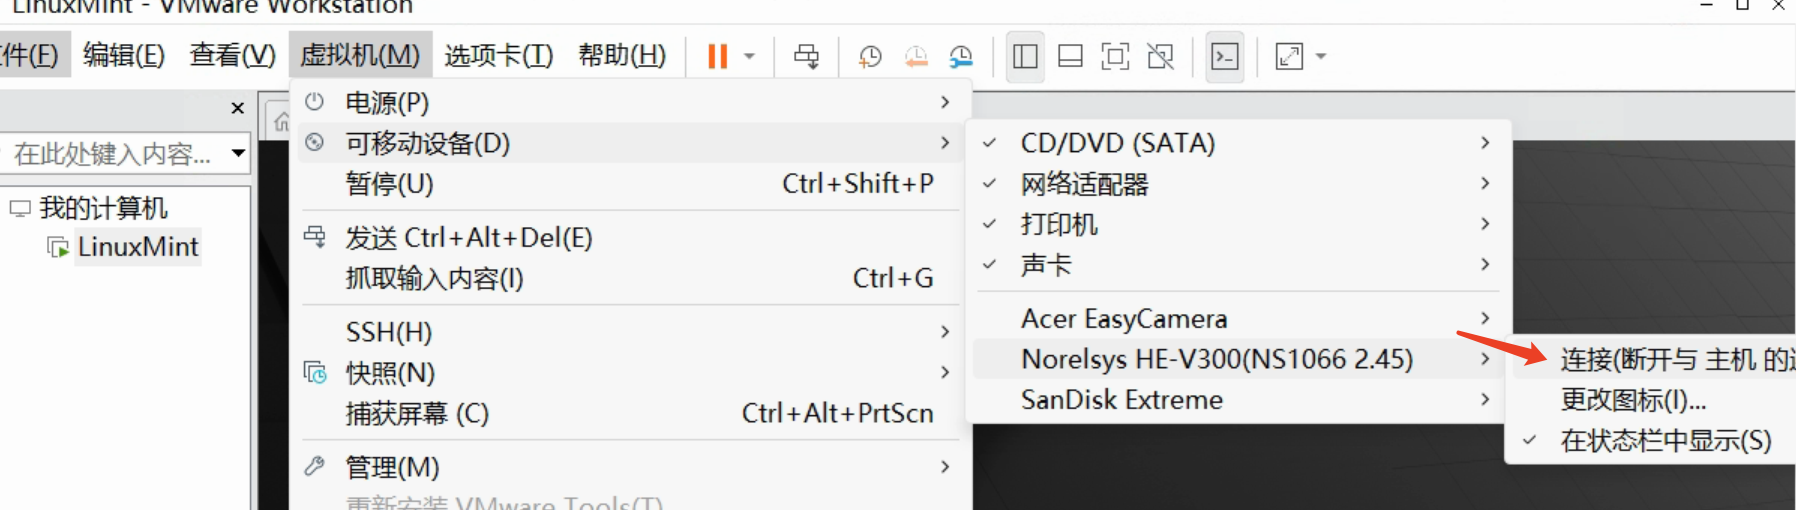 LinuxMint - VMware Workstation
件(F) 编辑(E) 查看(V) 虚拟机(M) 选项卡(T) 帮助(H)
在此处键入内容...
我的计算机
LinuxMint
电源(P)
可移动设备(D)
暂停(U) Ctrl+Shift+P
发送 Ctrl+Alt+Del(E)
抓取输入内容(I) Ctrl+G
SSH(H)
快照(N)
捕获屏幕 (C) Ctrl+Alt+PrtScn
管理(M)
重新安装 VMware Tools(T)
CD/DVD (SATA)
网络适配器
打印机
声卡
Acer EasyCamera
Norelsys HE-V300(NS1066 2.45)
SanDisk Extreme
连接(断开与 主机 的
更改图标(I)...
在状态栏中显示(S)